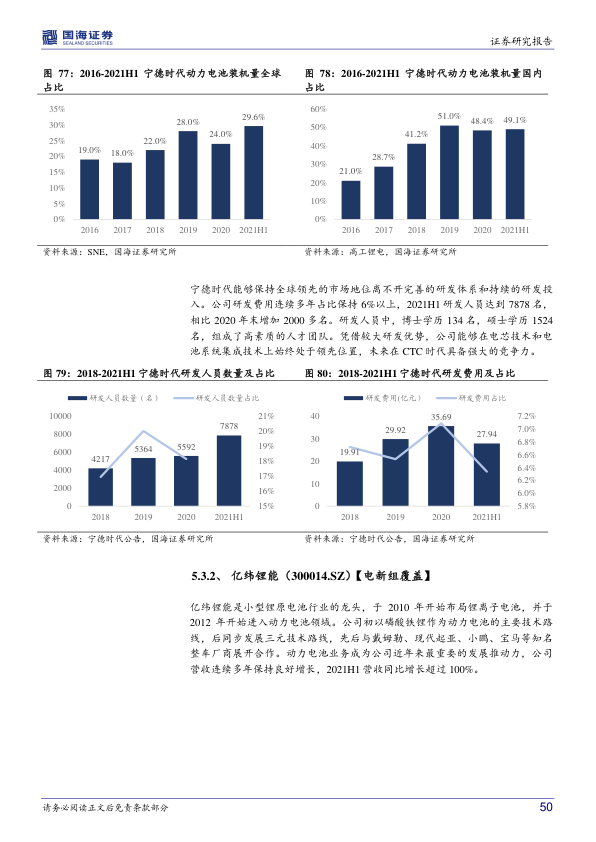 国海证券
SEALAND SECURITIES
证券研究报告
图 77：2016-2021H1 宁德时代动力电池装机量全球
占比
35%
30%
25%
20%
15%
10%
5%
0%
19.0%
18.0%
22.0%
28.0%
24.0%
29.6%
2016 2017 2018 2019 2020 2021H1
资料来源：SNE，国海证券研究所
图 78：2016-2021H1 宁德时代动力电池装机量国内
占比
60%
50%
40%
30%
20%
10%
0%
21.0%
28.7%
41.2%
51.0%
48.4%
49.1%
2016 2017 2018 2019 2020 2021H1
资料来源：高工锂电，国海证券研究所
宁德时代能够保持全球领先的市场地位离不开完善的研发体系和持续的研发投
入。公司研发费用连续多年占比保持 6%以上，2021H1 研发人员达到 7878 名，
相比 2020 年末增加 2000 多名。研发人员中，博士学历 134 名，硕士学历 1524
名，组成了高素质的人才团队。凭借较大研发优势，公司能够在电芯技术和电
池系统集成技术上始终处于领先位置，未来在 CTC 时代具备强大的竞争力。
图 79：2018-2021H1 宁德时代研发人员数量及占比
研发人员数量（名） 研发人员数量占比
10000
8000
6000
4000
2000
0
4217
5364
5592
7878
21%
20%
19%
18%
17%
16%
15%
2018 2019 2020 2021H1
资料来源：宁德时代公告，国海证券研究所
图 80：2018-2021H1 宁德时代研发费用及占比
研发费用(亿元) 研发费用占比
40
30
20
10
0
19.91
29.92
35.69
27.94
7.2%
7.0%
6.8%
6.6%
6.4%
6.2%
6.0%
5.8%
2018 2019 2020 2021H1
资料来源：宁德时代公告，国海证券研究所
5.3.2、 亿纬锂能（300014.SZ）【电新组覆盖】
亿纬锂能是小型锂原电池行业的龙头，于 2010 年开始布局锂离子电池，并于
2012 年开始进入动力电池领域。公司初以磷酸铁锂作为动力电池的主要技术路
线，后同步发展三元技术路线，先后与戴姆勒、现代起亚、小鹏、宝马等知名
整车厂商展开合作。动力电池业务成为公司近年来最重要的发展推动力，公司
营收连续多年保持良好增长，2021H1 营收同比增长超过 100%。
请务必阅读正文后免责条款部分
50